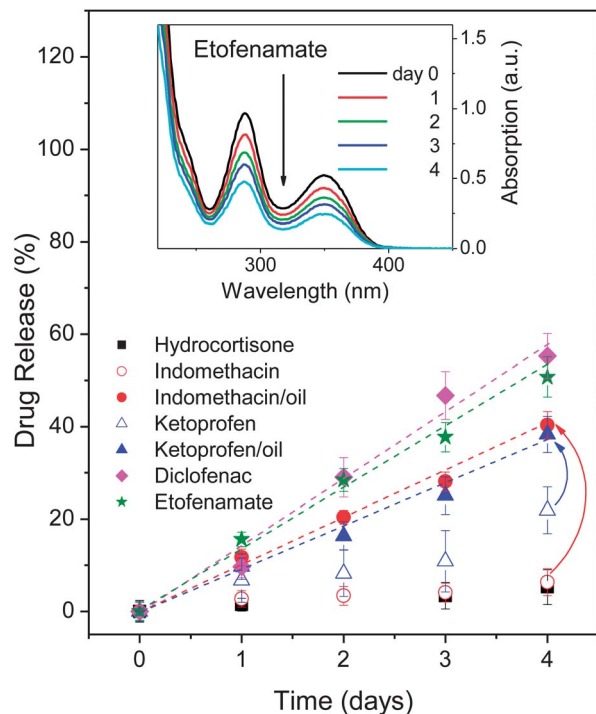 120
100
80
60
40
20
0
Drug Release (%)
0
1
2
3
4
Time (days)
Etofenamate
day 0
1
2
3
4
1.5
1.0
0.5
0.0
Absorption (a.u.)
300
400
Wavelength (nm)
Hydrocortisone
Indomethacin
Indomethacin/oil
Ketoprofen
Ketoprofen/oil
Diclofenac
Etofenamate